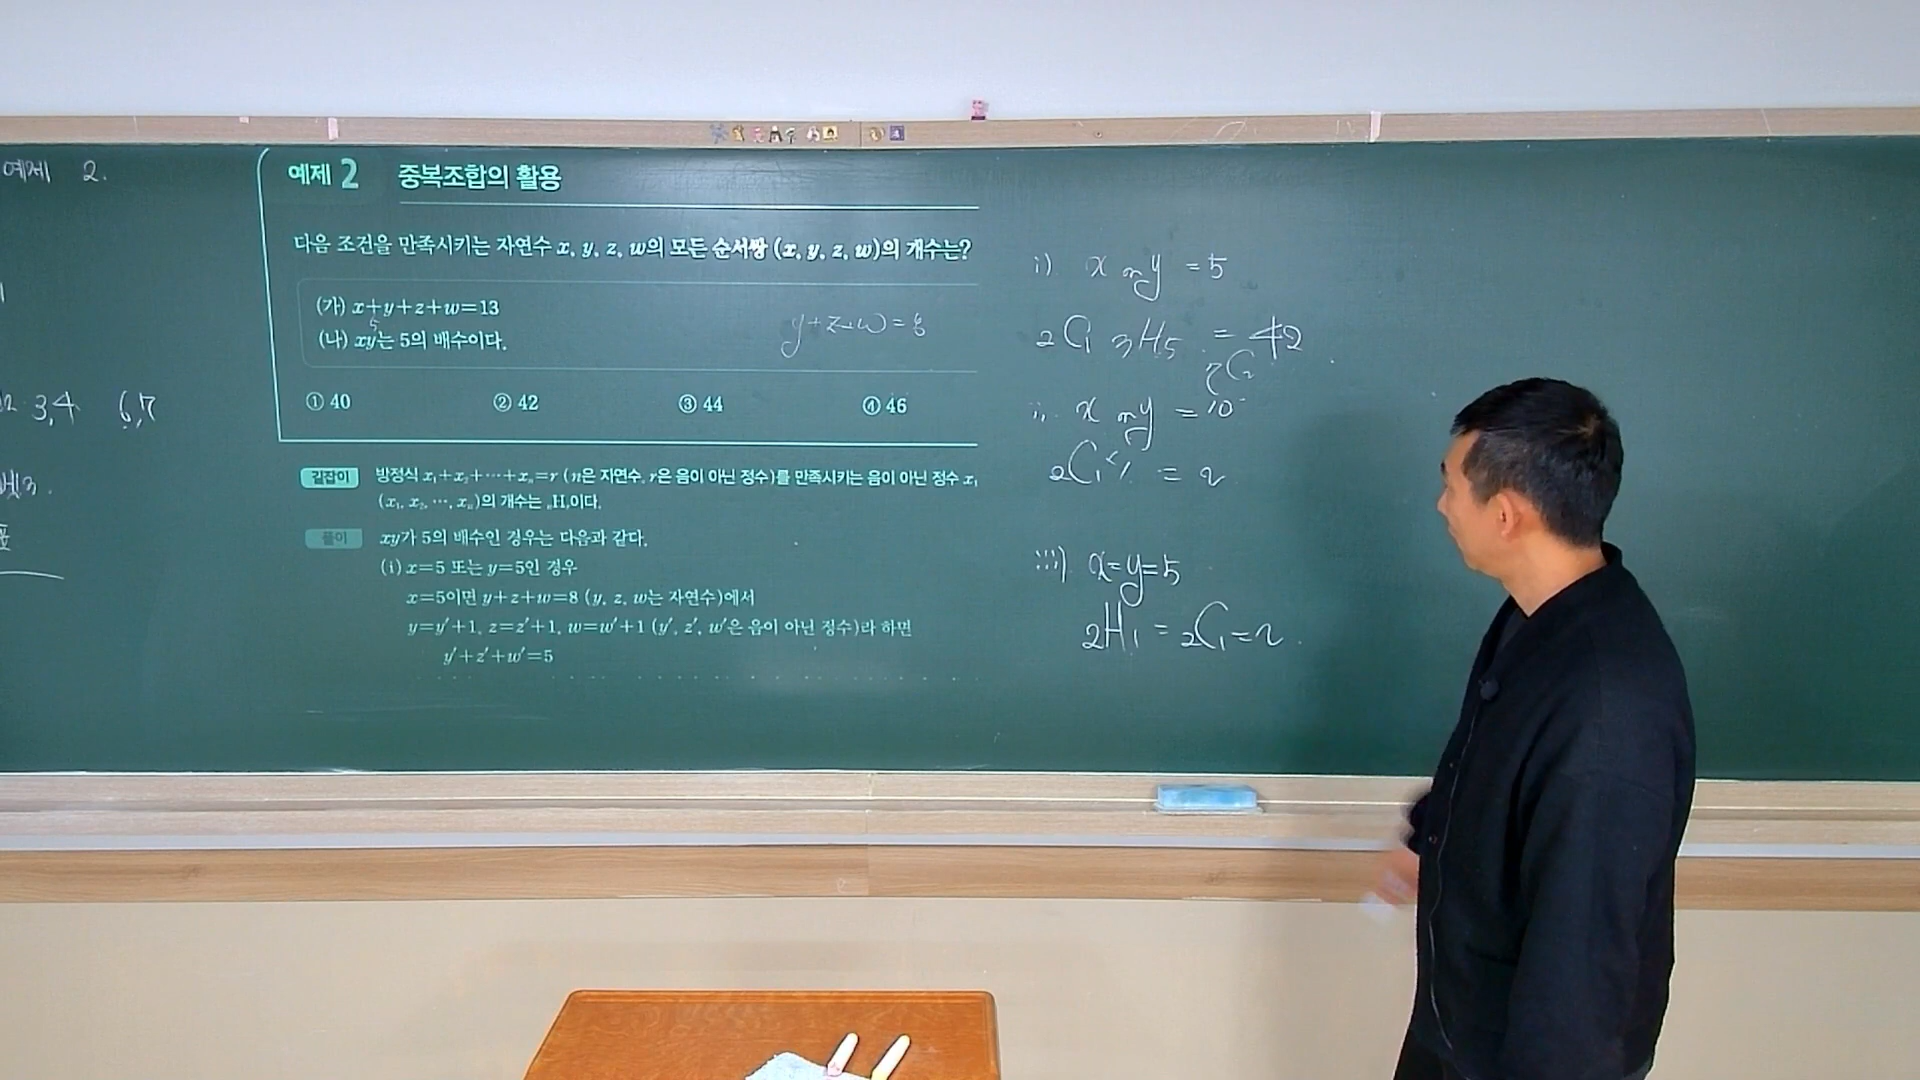 예제 2.
3,4 6,7
예제 2 중복조합의 활용
다음 조건을 만족시키는 자연수 x, y, z, w의 모든 순서쌍 (x, y, z, w)의 개수는?
(가) x+y+z+w=13
5
(나) xy는 5의 배수이다.
y+z+w=8
① 40 ② 42 ③ 44 ④ 46
길잡이 방정식 x₁+x₂+⋯+xₙ=r (n은 자연수, r은 음이 아닌 정수)를 만족시키는 음이 아닌 정수 x₁
(x₁, x₂, ⋯, xₙ)의 개수는 ₙHᵣ이다.
풀이 xy가 5의 배수인 경우는 다음과 같다.
(i) x=5 또는 y=5인 경우
x=5이면 y+z+w=8 (y, z, w는 자연수)에서
y=y′+1, z=z′+1, w=w′+1 (y′, z′, w′은 음이 아닌 정수)라 하면
y′+z′+w′=5
i) x or y = 5
₂C₁ ₃H₅ = 42
₇C₂
ii. x or y = 10
₂C₁×1 = 2
iii) x=y=5
₂H₁ = ₂C₁=2.